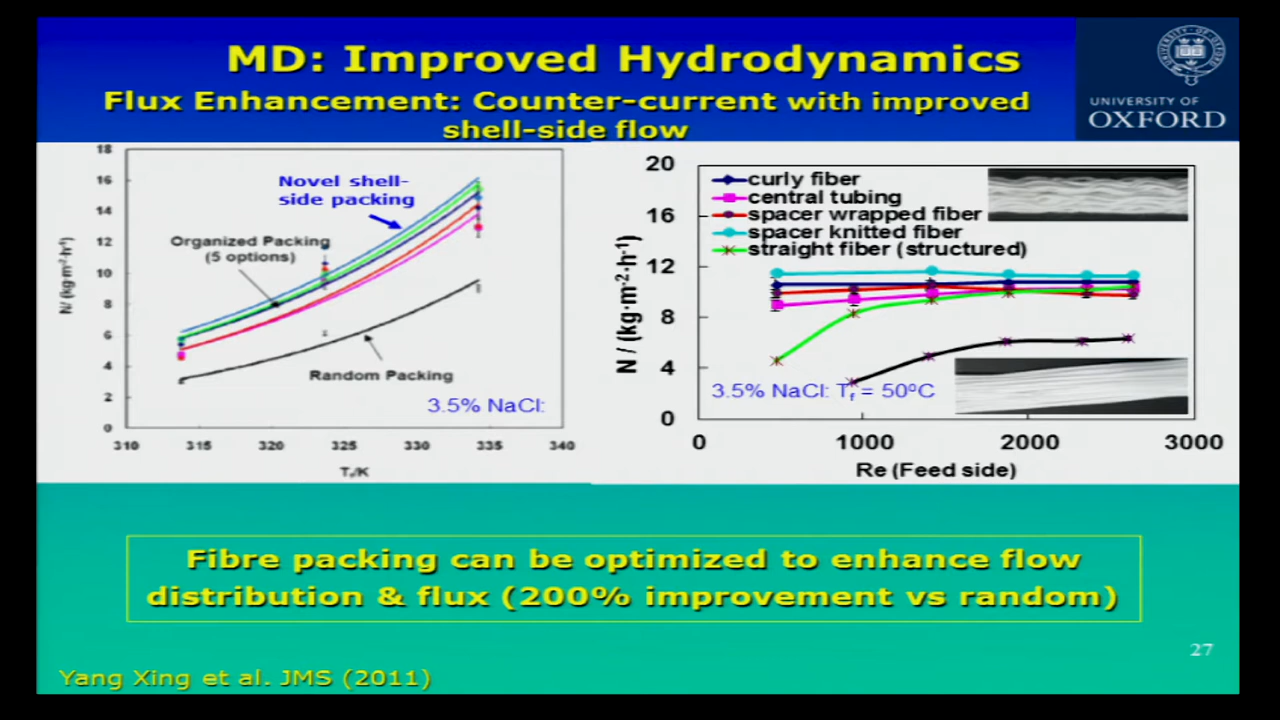 MD: Improved Hydrodynamics
Flux Enhancement: Counter-current with improved
shell-side flow
UNIVERSITY OF
OXFORD
18
16
14
12
10
8
6
4
2
0
N/ (kg·m⁻²·h⁻¹)
Novel shell-
side packing
Organized Packing
(5 options)
Random Packing
3.5% NaCl:
310 315 320 325 330 335 340
20
16
12
8
4
0
N / (kg·m⁻²·h⁻¹)
curly fiber
central tubing
spacer wrapped fiber
spacer knitted fiber
straight fiber (structured)
3.5% NaCl: Tf = 50ºC
0 1000 2000 3000
Re (Feed side)
Fibre packing can be optimized to enhance flow
distribution & flux (200% improvement vs random)
27
Yang Xing et al. JMS (2011)